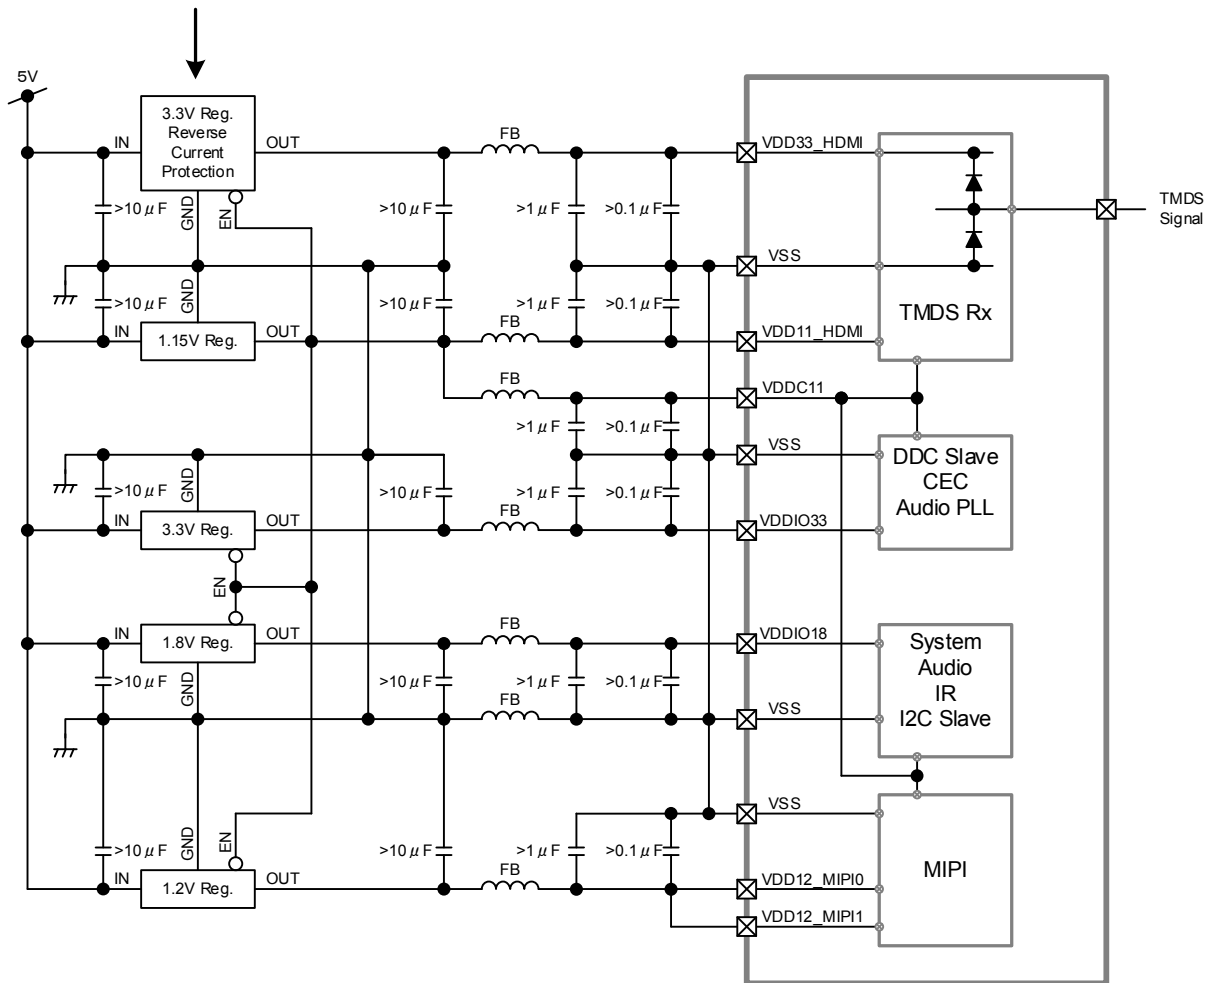 5V
3.3V Reg.
Reverse
Current
Protection
IN
OUT
FB
VDD33_HDMI
>10μF
GND
EN
>10μF
>1μF
>0.1μF
TMDS
Signal
VSS
>10μF
GND
>10μF
>1μF
>0.1μF
TMDS Rx
IN
1.15V Reg.
OUT
FB
VDD11_HDMI
FB
VDDC11
>1μF
>0.1μF
VSS
DDC Slave
CEC
Audio PLL
>10μF
GND
>10μF
>1μF
>0.1μF
IN
3.3V Reg.
OUT
FB
VDDIO33
EN
IN
1.8V Reg.
OUT
FB
VDDIO18
System
Audio
IR
I2C Slave
>10μF
GND
>10μF
>1μF
>0.1μF
FB
VSS
VSS
>10μF
GND
EN
>10μF
>1μF
>0.1μF
MIPI
IN
1.2V Reg.
OUT
FB
VDD12_MIPI0
VDD12_MIPI1